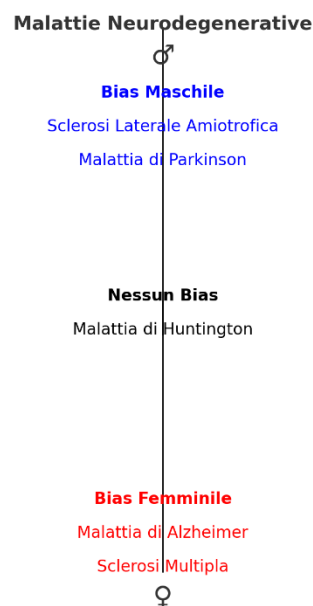 Malattie Neurodegenerative
♂
Bias Maschile
Sclerosi Laterale Amiotrofica
Malattia di Parkinson
Nessun Bias
Malattia di Huntington
Bias Femminile
Malattia di Alzheimer
Sclerosi Multipla
♀